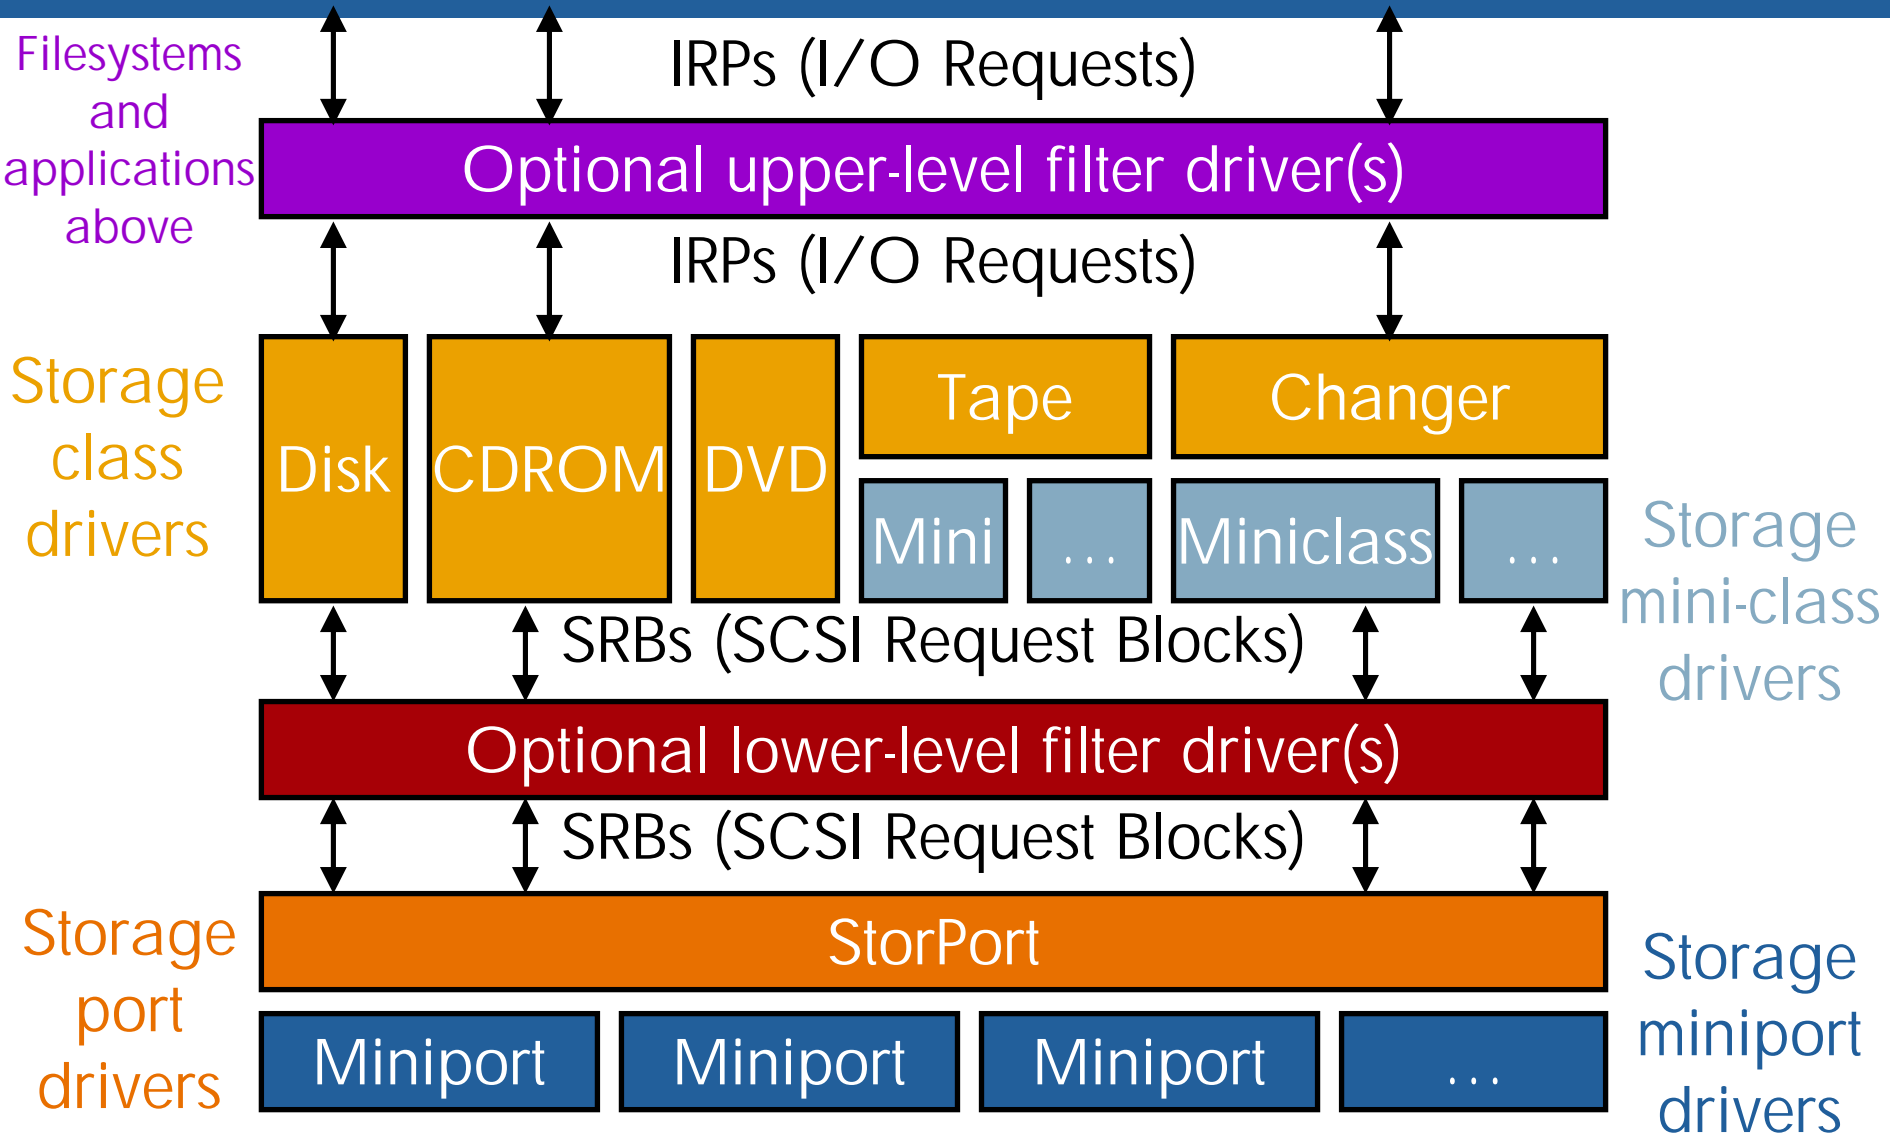 Filesystems
and
applications
above
IRPs (I/O Requests)
Optional upper-level filter driver(s)
IRPs (I/O Requests)
Storage
class
drivers
Disk
CDROM
DVD
Tape
Changer
Mini
...
Miniclass
...
Storage
mini-class
drivers
SRBs (SCSI Request Blocks)
Optional lower-level filter driver(s)
SRBs (SCSI Request Blocks)
Storage
port
drivers
StorPort
Miniport
Miniport
Miniport
...
Storage
miniport
drivers